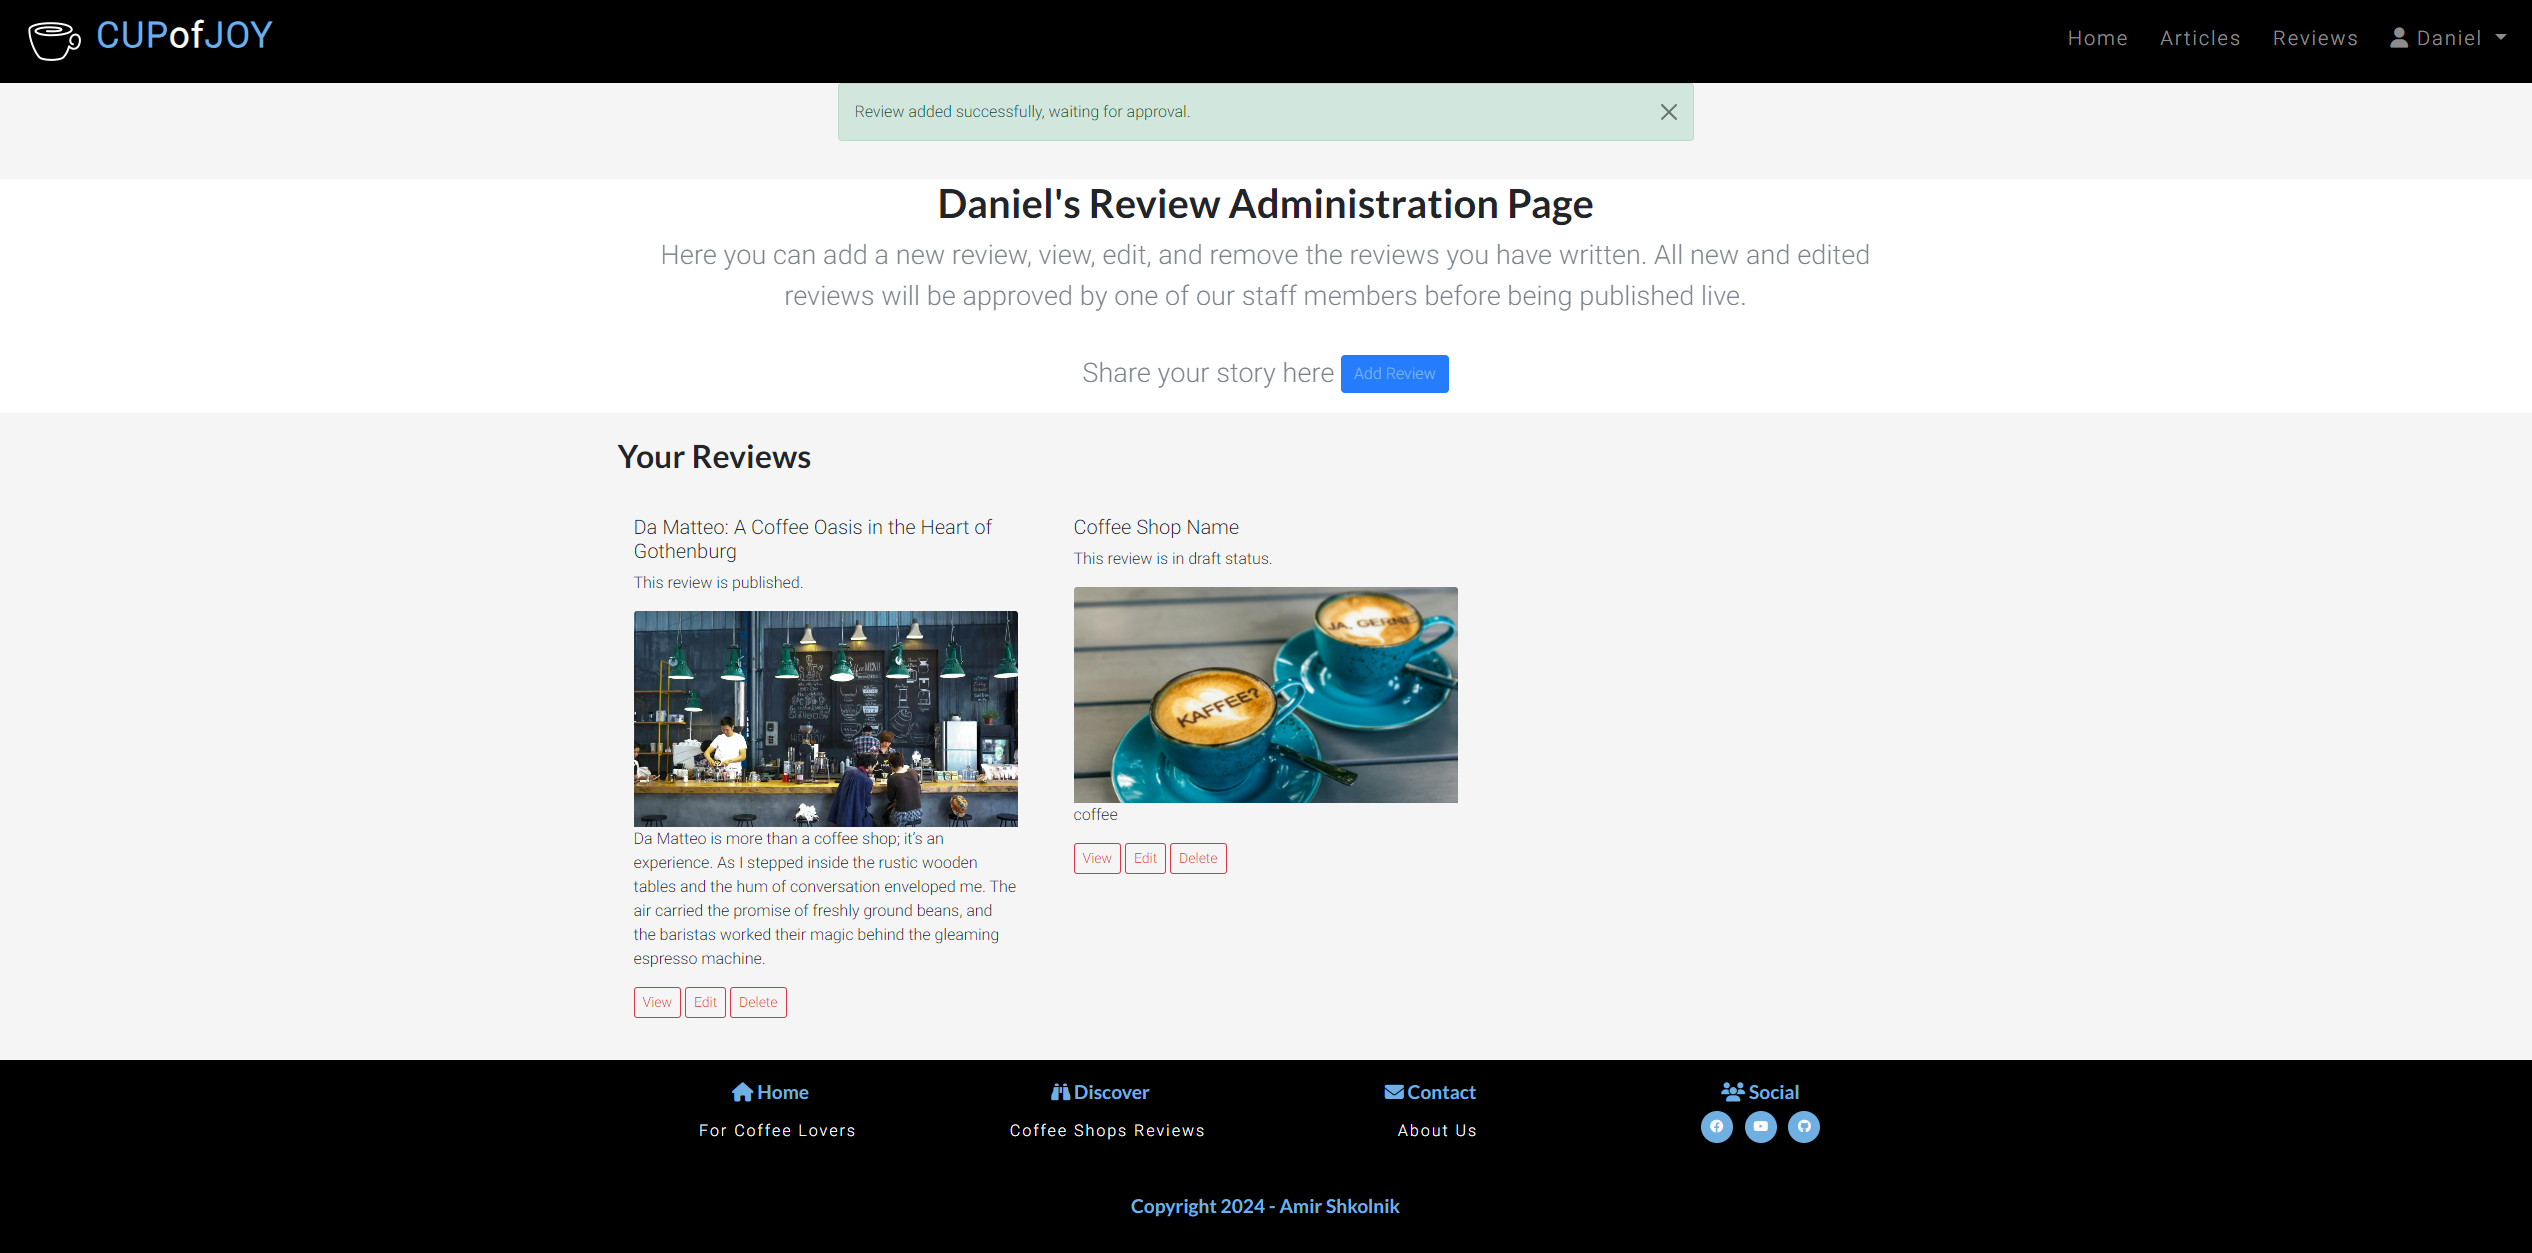 CUPofJOY
Home Articles Reviews Daniel
Review added successfully, waiting for approval.
Daniel's Review Administration Page
Here you can add a new review, view, edit, and remove the reviews you have written. All new and edited
reviews will be approved by one of our staff members before being published live.
Share your story here Add Review
Your Reviews
Da Matteo: A Coffee Oasis in the Heart of
Gothenburg
This review is published.
Da Matteo is more than a coffee shop; it's an
experience. As I stepped inside the rustic wooden
tables and the hum of conversation enveloped me. The
air carried the promise of freshly ground beans, and
the baristas worked their magic behind the gleaming
espresso machine.
View Edit Delete
Coffee Shop Name
This review is in draft status.
JA, GERNE
KAFFEE?
coffee
View Edit Delete
Home
For Coffee Lovers
Discover
Coffee Shops Reviews
Contact
About Us
Social
Copyright 2024 - Amir Shkolnik